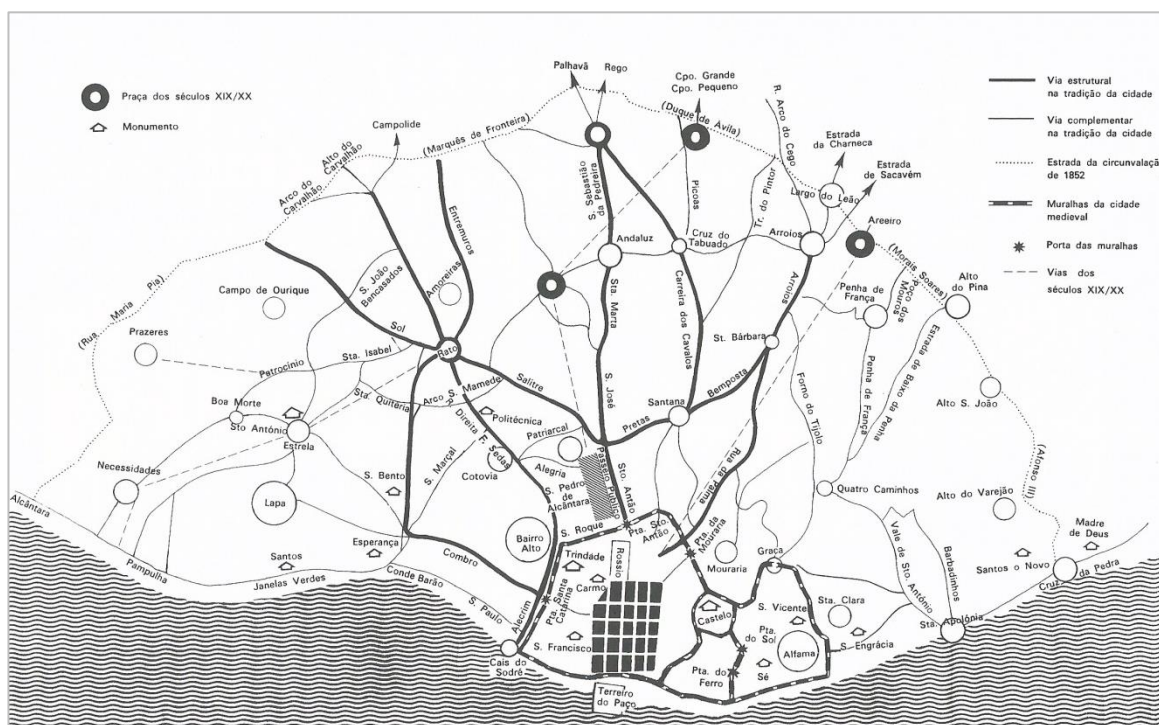 Praça dos séculos XIX/XX
Monumento
Via estrutural
na tradição da cidade
Via complementar
na tradição da cidade
Estrada da circunvalação
de 1852
Muralhas da cidade
medieval
Porta das muralhas
Vias dos
séculos XIX/XX
Palhavã
Rego
Cpo. Grande
Cpo. Pequeno
(Duque de Avila)
R. Arco do Cego
Estrada
da Charneca
Estrada
de Sacavém
Campolide
(Marquês de Fronteira)
Alto do
Carvalhão
Arco do
Carvalhão
Entremuros
S. Sebastião
da Pedreira
Picoas
Tr. do Pintor
Largo do Leão
Areeiro
(Morais Soares)
Alto
do Pina
Andaluz
Cruz do
Tabuado
Arroios
Arroios
Penha de
França
Poço dos
Mouros
(Rua Maria Pia)
Campo de Ourique
S. João
Bencasados
Amoreiras
Sta. Marta
Carreira dos Cavalos
Estrada de Baixo da Penha
Prazeres
Sol
Rato
St. Bárbara
Patrocínio
Sta. Isabel
Salitre
S. José
Bemposta
Forno do Tijolo
Penha de França
Alto S. João
Boa Morte
Sto António
Estrela
Sta. Quitéria
Arco S. Mamede
R. Direita F. Sedas
Politécnica
Patriarcal
Pretas
Santana
(Afonso III)
Necessidades
S. Bento
S. Marçal
Cotovia
Alegria
Passeio Público
Sto. Antão
Rua da Palma
Quatro Caminhos
Alto do Varejão
Alcântara
Lapa
S. Pedro
de
Alcântara
S. Roque
Pta. Sto.
Antão
Pta. da
Mouraria
Mouraria
Graça
Vale de Sto. António
Barbadinhos
Madre
de Deus
Santos o Novo
Cruz da Pedra
Esperança
Bairro
Alto
Trindade
Rossio
Carmo
Pampulha
Santos
Janelas Verdes
Combro
Conde Barão
S. Paulo
Alecrim
Pta. Santa
Catarina
Castelo
S. Vicente
Sta. Clara
Pta.
do Sol
Alfama
S. Engrácia
Sta. Apolónia
S. Francisco
Cais do
Sodré
Pta. do
Ferro
Sé
Terreiro
do Paço